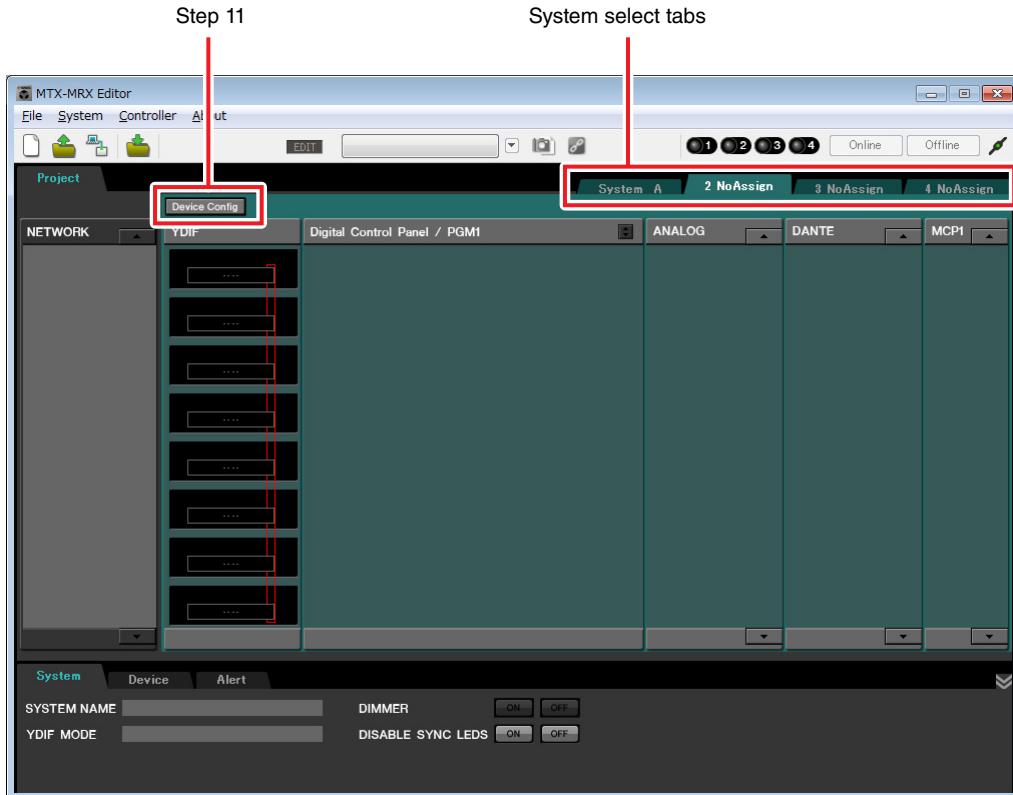 Step 11
System select tabs
MTX-MRX Editor
File System Controller About
EDIT
1 2 3 4 Online Offline
Project
System A 2 NoAssign 3 NoAssign 4 NoAssign
Device Config
NETWORK YDIF Digital Control Panel / PGM1 ANALOG DANTE MCP1
----
----
----
----
----
----
----
----
System Device Alert
SYSTEM NAME DIMMER ON OFF
YDIF MODE DISABLE SYNC LEDS ON OFF